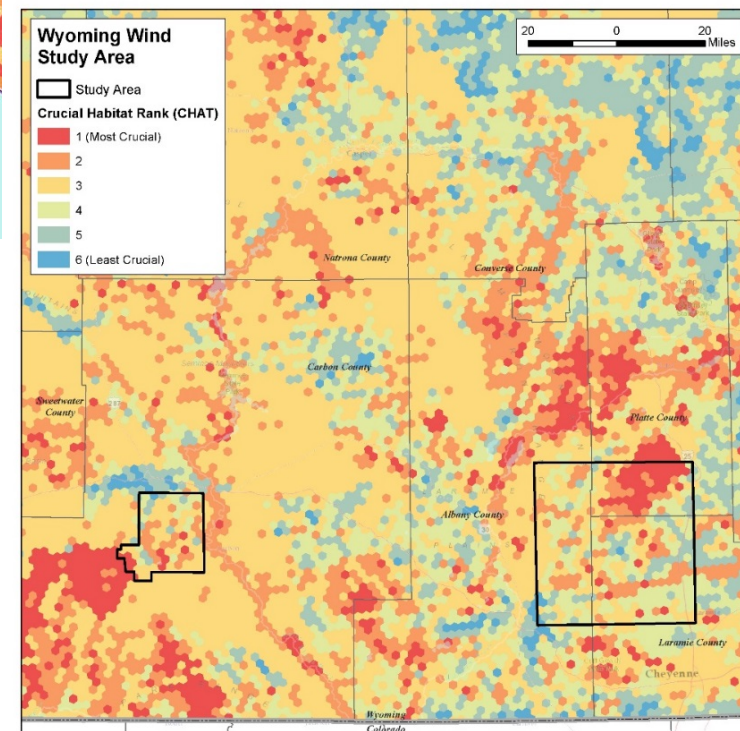 Wyoming Wind
Study Area
Study Area
Crucial Habitat Rank (CHAT)
1 (Most Crucial)
2
3
4
5
6 (Least Crucial)
20 0 20
Miles
Natrona County
Converse County
Carbon County
Sweetwater
County
Platte County
Albany County
Laramie County
Cheyenne
Wyoming
Colorado